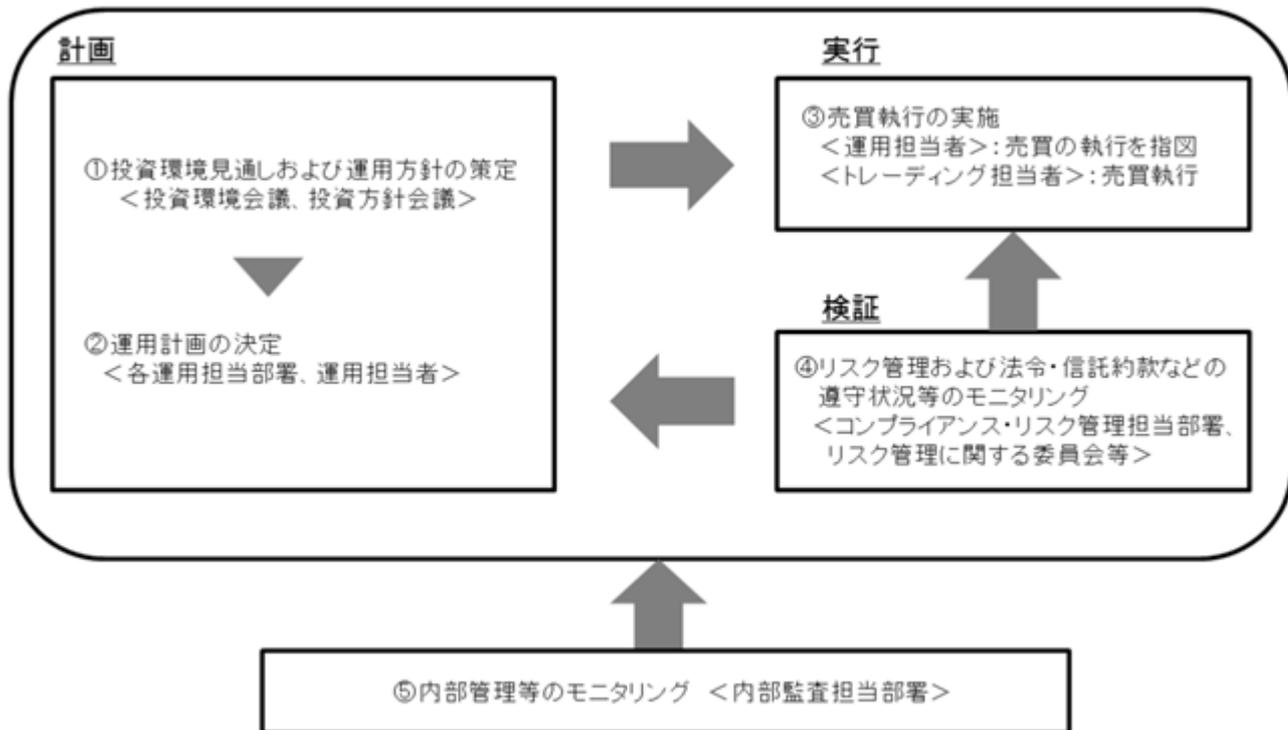 計画
①投資環境見通しおよび運用方針の策定
＜投資環境会議、投資方針会議＞
②運用計画の決定
＜各運用担当部署、運用担当者＞
実行
③売買執行の実施
＜運用担当者＞：売買の執行を指図
＜トレーディング担当者＞：売買執行
検証
④リスク管理および法令・信託約款などの
遵守状況等のモニタリング
＜コンプライアンス・リスク管理担当部署、
リスク管理に関する委員会等＞
⑤内部管理等のモニタリング ＜内部監査担当部署＞